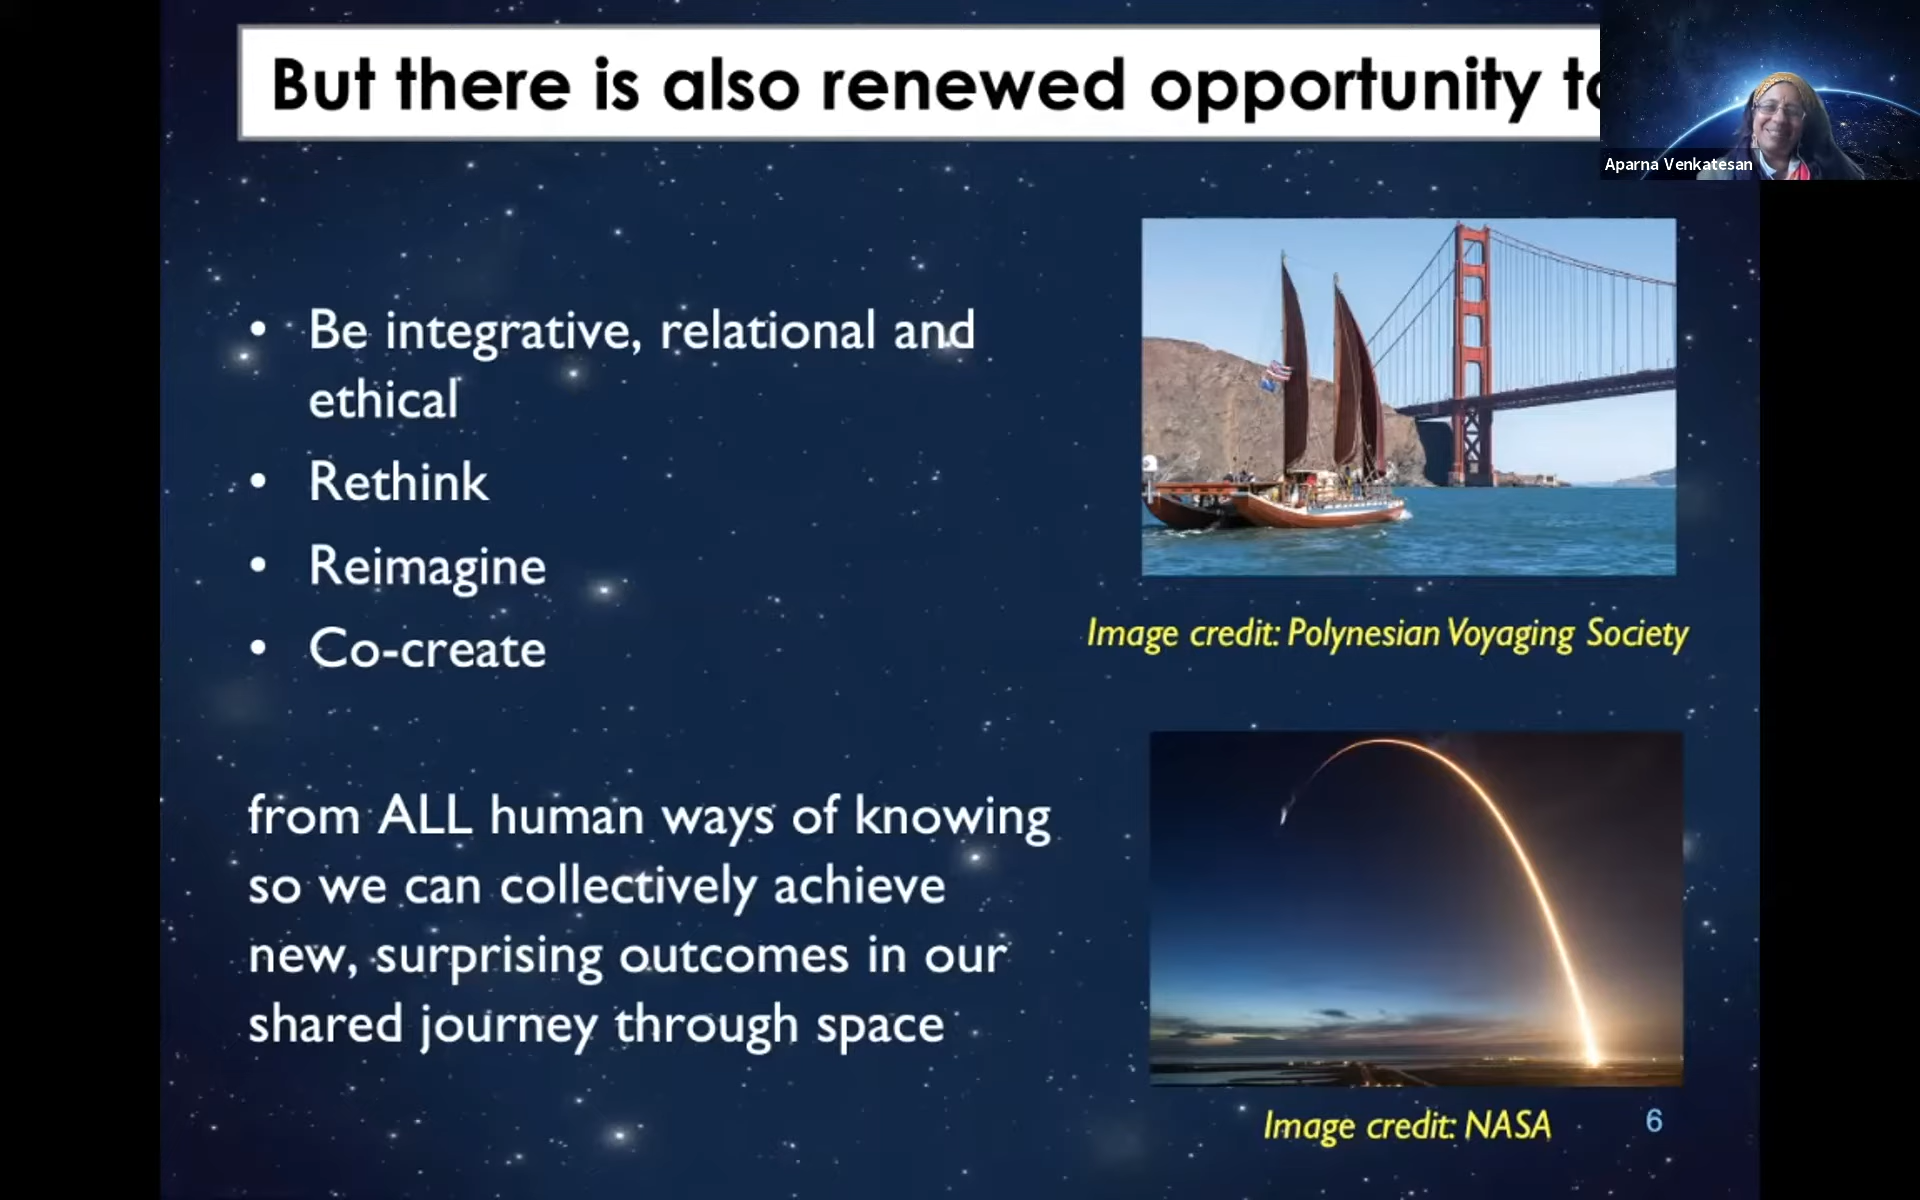 But there is also renewed opportunity
Aparna Venkatesan
• Be integrative, relational and
ethical
• Rethink
• Reimagine
• Co-create
from ALL human ways of knowing
so we can collectively achieve
new, surprising outcomes in our
shared journey through space
Image credit: Polynesian Voyaging Society
Image credit: NASA
6